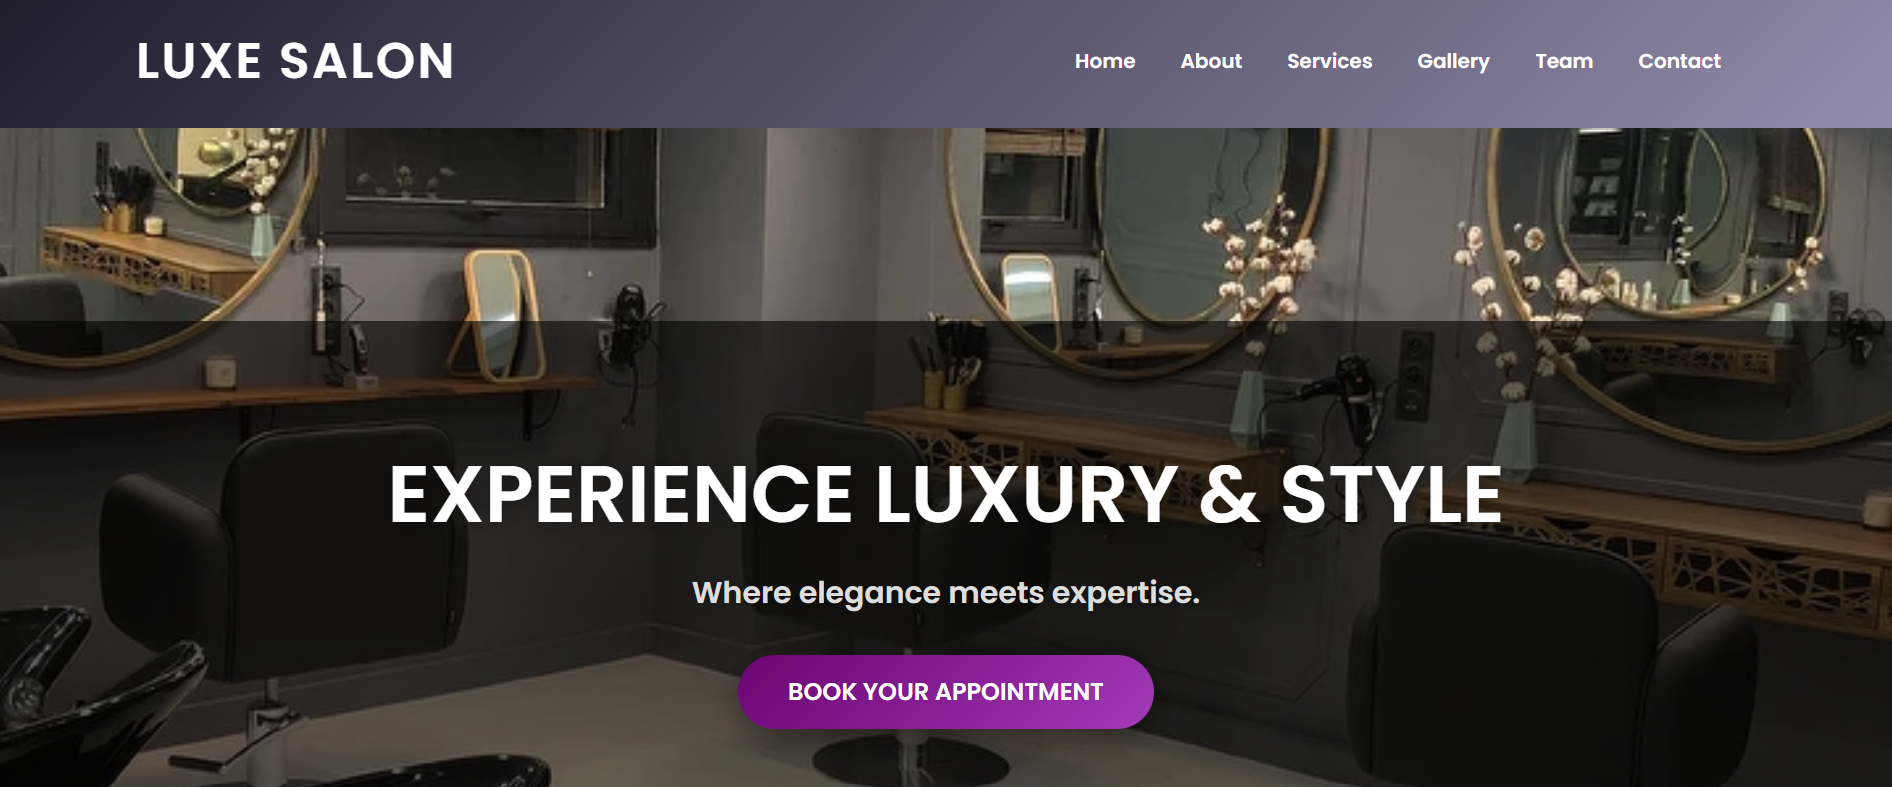 LUXE SALON
Home About Services Gallery Team Contact
EXPERIENCE LUXURY & STYLE
Where elegance meets expertise.
BOOK YOUR APPOINTMENT